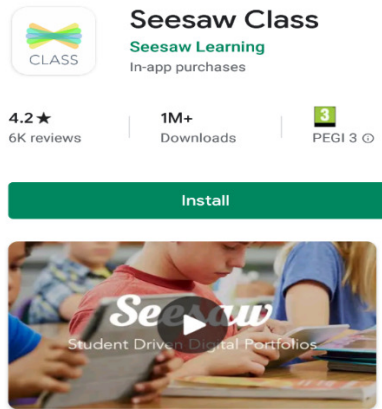 Seesaw Class
CLASS
Seesaw Learning
In-app purchases
4.2★
1M+
3
6K reviews
Downloads
PEGI 3
Install
Seesaw
Student Driven Digital Portfolios